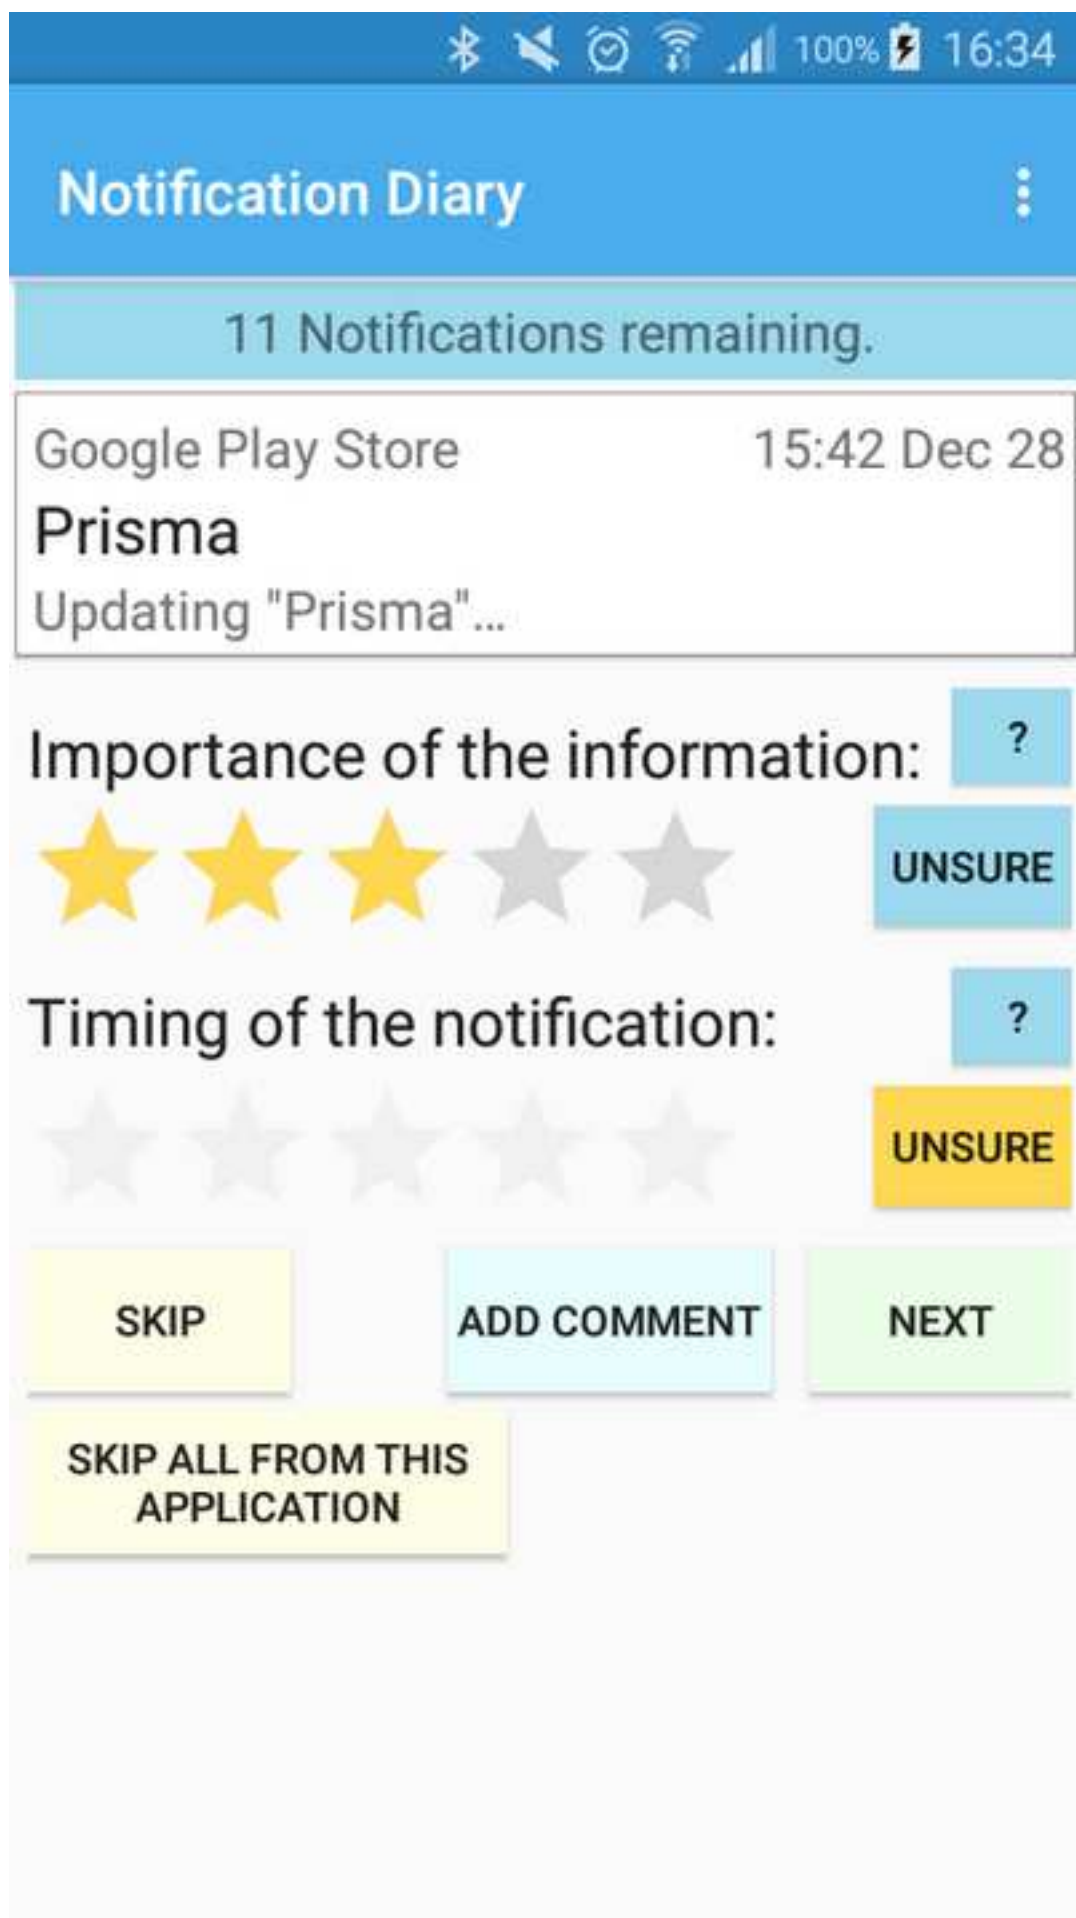 100% 16:34
Notification Diary
11 Notifications remaining.
Google Play Store 15:42 Dec 28
Prisma
Updating "Prisma"...
Importance of the information: ?
UNSURE
Timing of the notification: ?
UNSURE
SKIP ADD COMMENT NEXT
SKIP ALL FROM THIS
APPLICATION